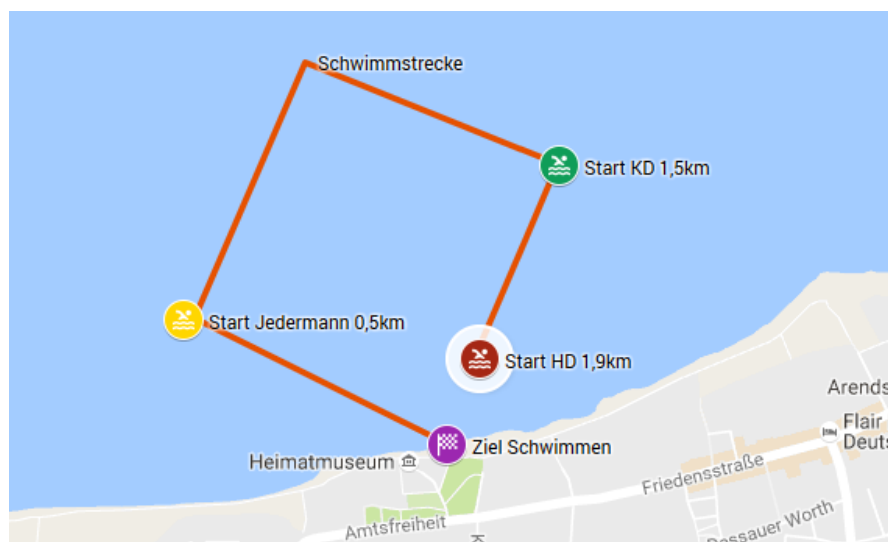 Schwimmstrecke
Start KD 1,5km
Start Jedermann 0,5km
Start HD 1,9km
Arends
Flair
Deuts
Ziel Schwimmen
Heimatmuseum
Friedensstraße
Amtsfreiheit
K
Dessauer Worth